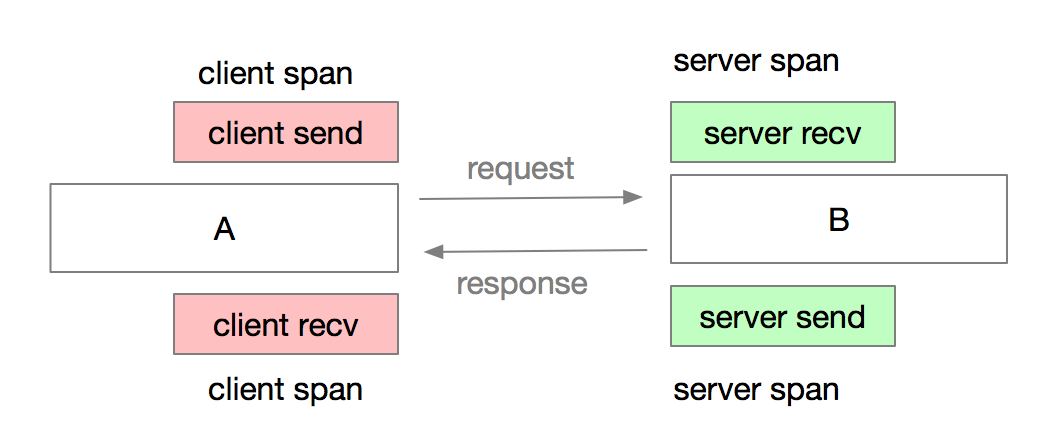 client span
server span
client send
server recv
request
A
B
response
client recv
server send
client span
server span